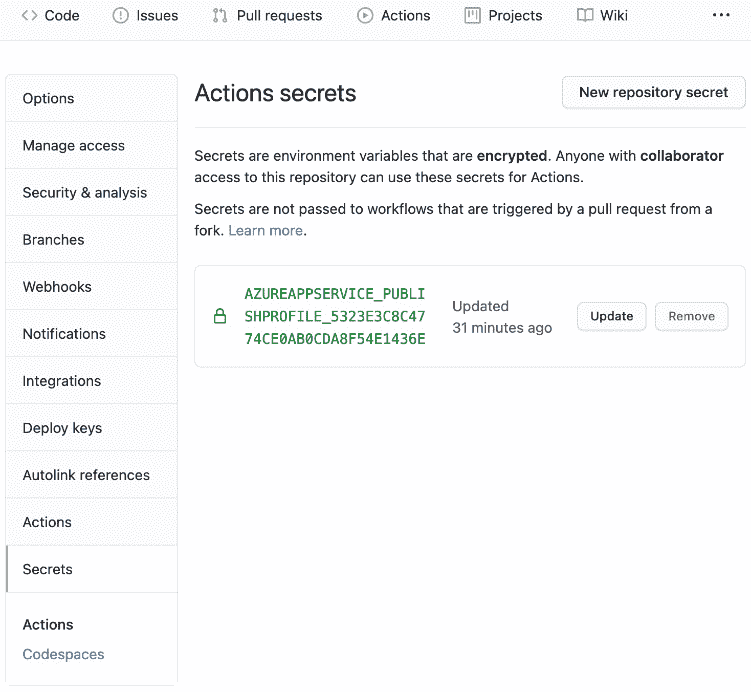 Code Issues Pull requests Actions Projects Wiki ...
Options
Manage access
Security & analysis
Branches
Webhooks
Notifications
Integrations
Deploy keys
Autolink references
Actions
Secrets
Actions
Codespaces
Actions secrets
New repository secret
Secrets are environment variables that are encrypted. Anyone with collaborator
access to this repository can use these secrets for Actions.
Secrets are not passed to workflows that are triggered by a pull request from a
fork. Learn more.
AZUREAPPSERVICE_PUBLI
SHPROFILE_5323E3C8C47
74CE0AB0CDA8F54E1436E
Updated
31 minutes ago
Update
Remove